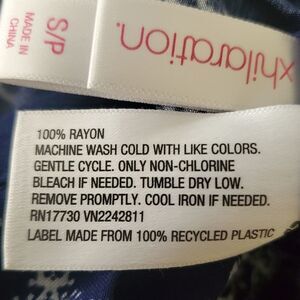 xhilaration.
S/P
MADE IN
CHINA
100% RAYON
MACHINE WASH COLD WITH LIKE COLORS.
GENTLE CYCLE. ONLY NON-CHLORINE
BLEACH IF NEEDED. TUMBLE DRY LOW.
REMOVE PROMPTLY. COOL IRON IF NEEDED.
RN17730 VN2242811
LABEL MADE FROM 100% RECYCLED PLASTIC